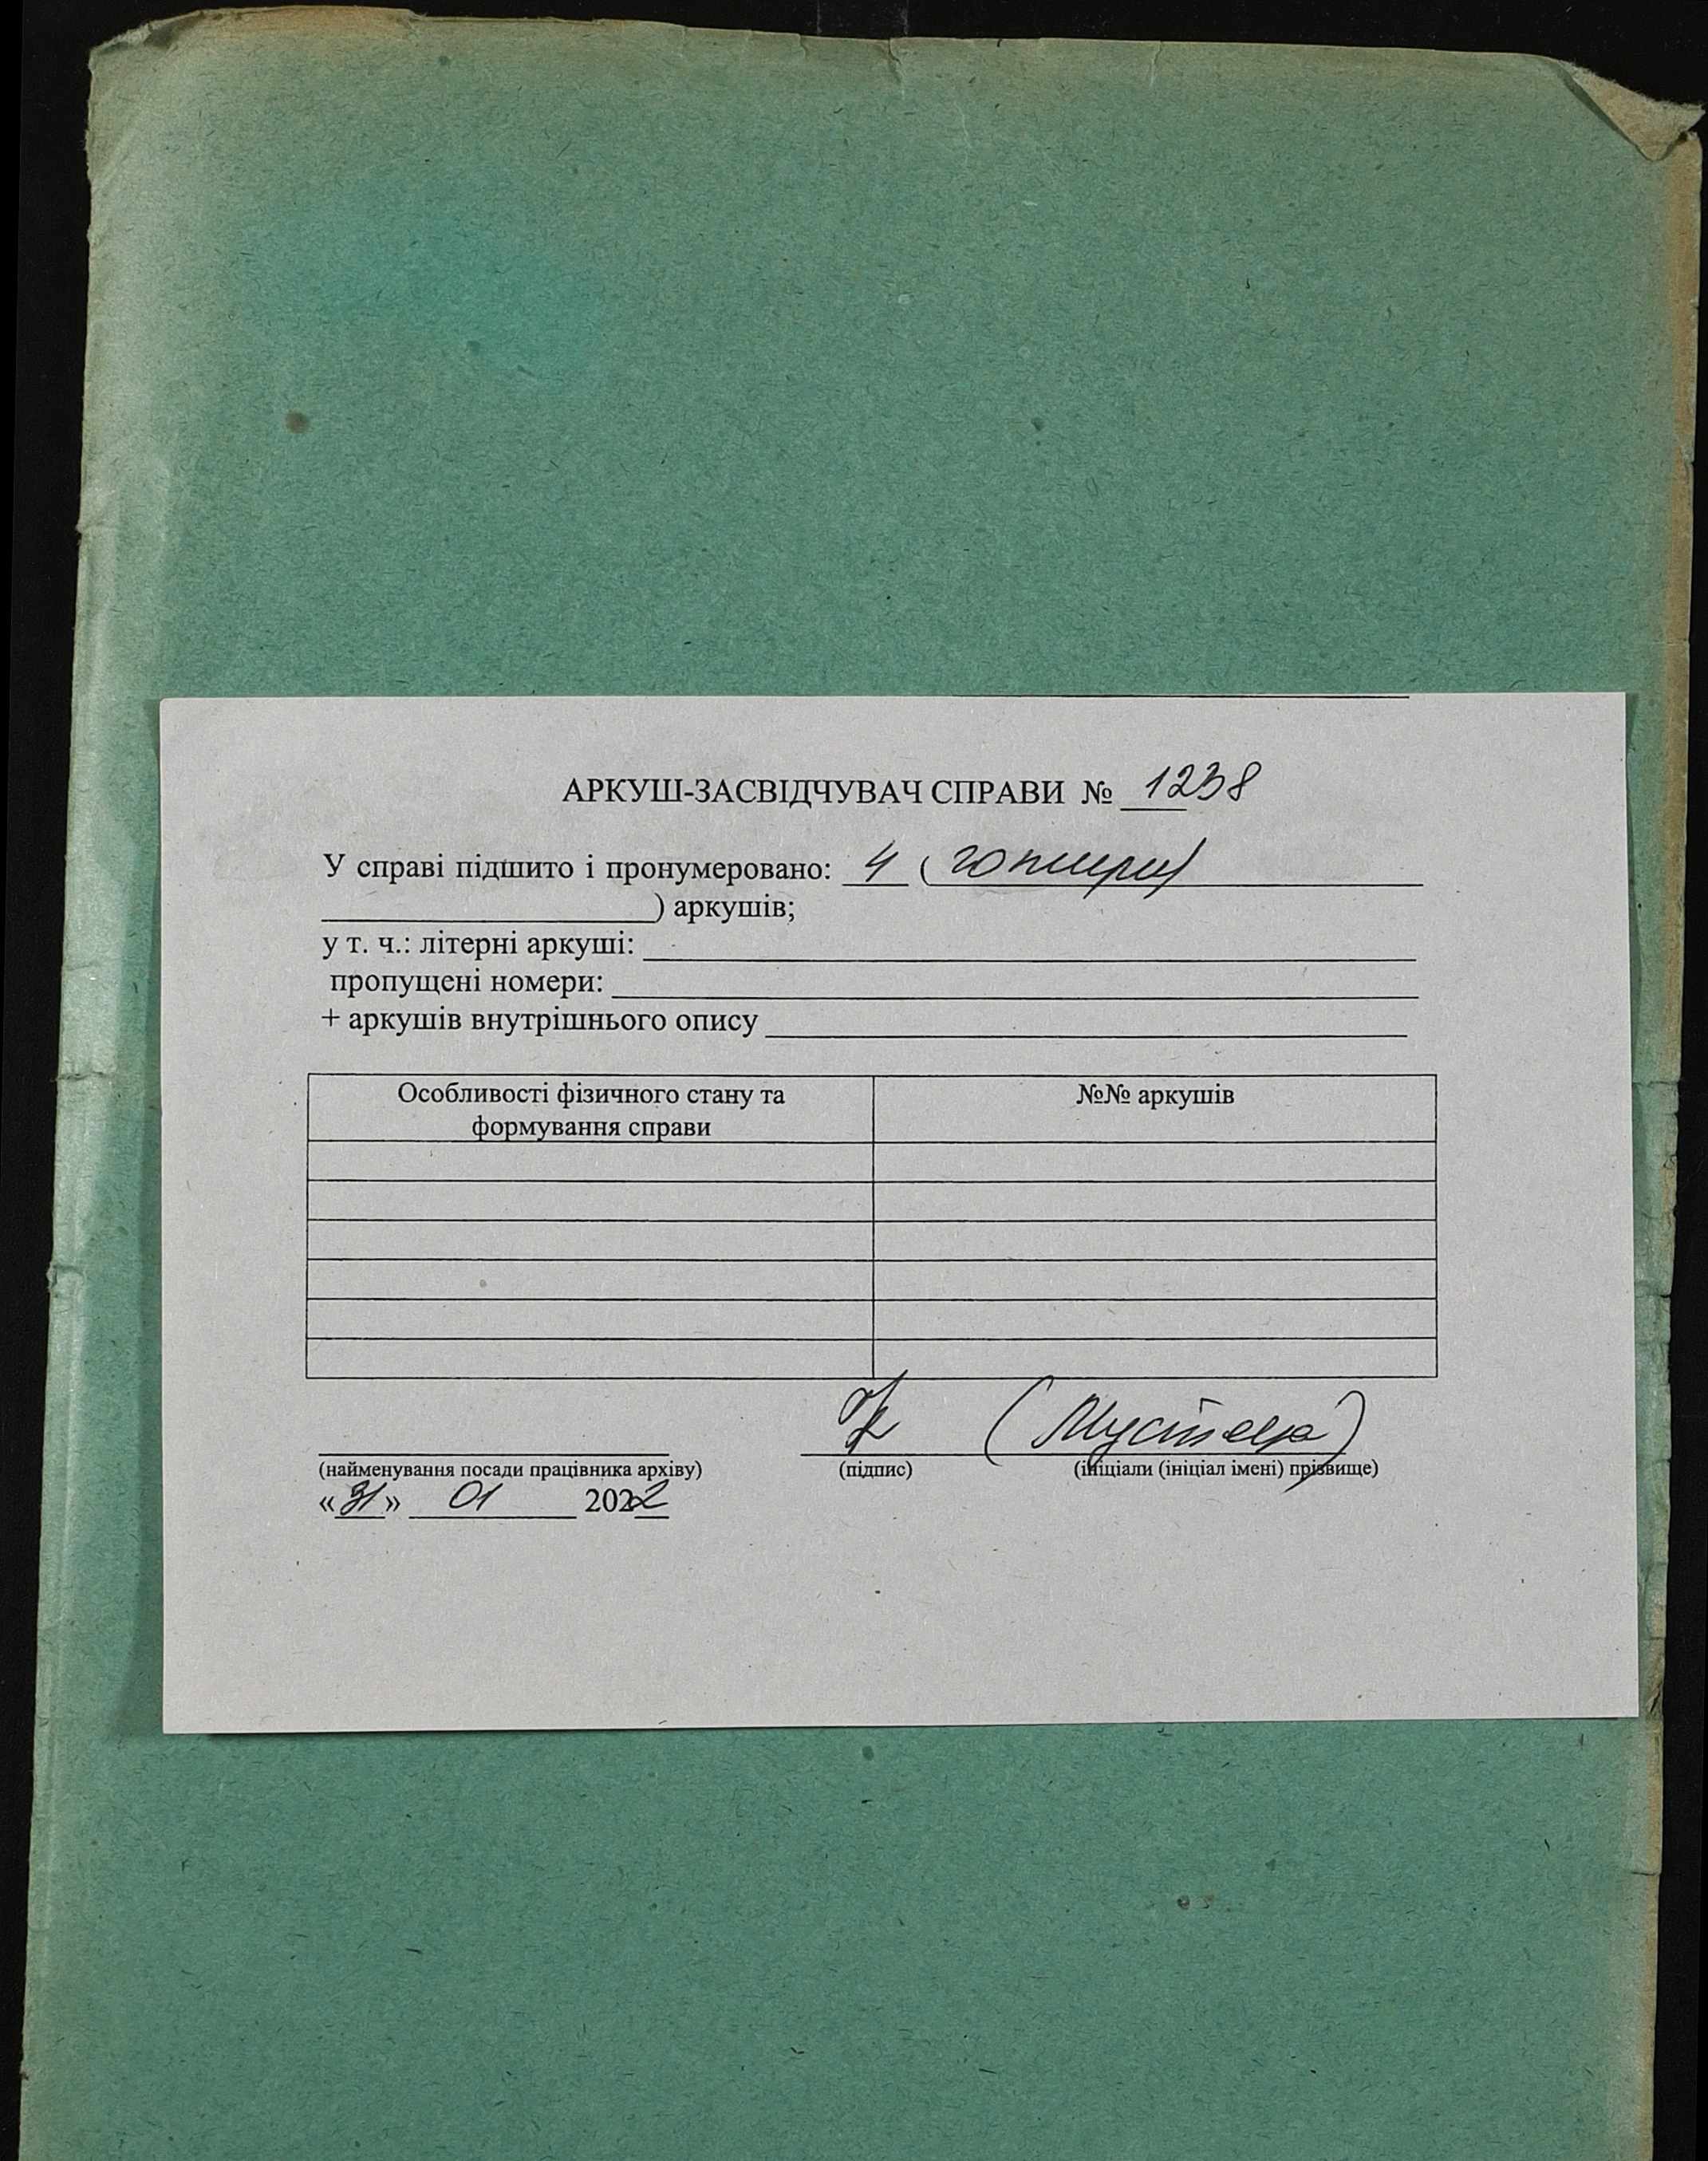 АРКУШ-ЗАСВІДЧУВАЧ СПРАВИ № 1238
У справі підшито і пронумеровано: 4 (чотири)
) аркушів;
у т. ч.: літерні аркуші:
пропущені номери:
+ аркушів внутрішнього опису
Особливості фізичного стану та
формування справи
№№ аркушів
(найменування посади працівника архіву)
(підпис)
(ініціали (ініціал імені) прізвище)
«31» 01 2022